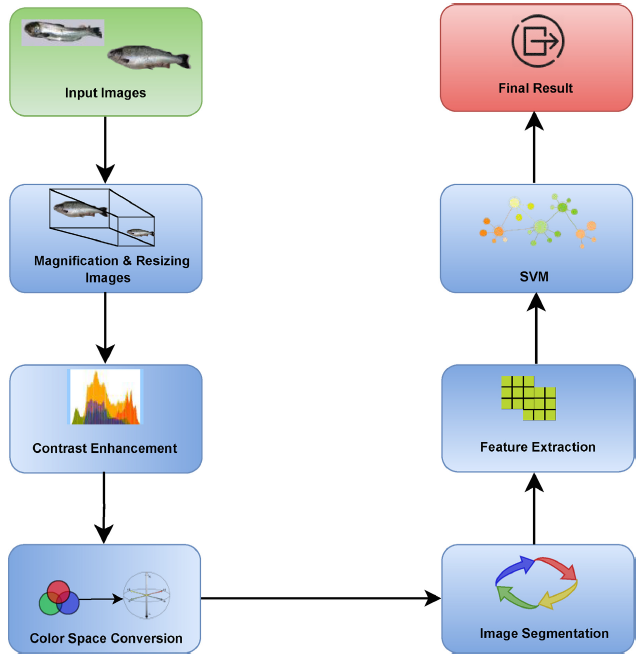 Input Images
Magnification & Resizing
Images
Contrast Enhancement
Color Space Conversion
Image Segmentation
Feature Extraction
SVM
Final Result